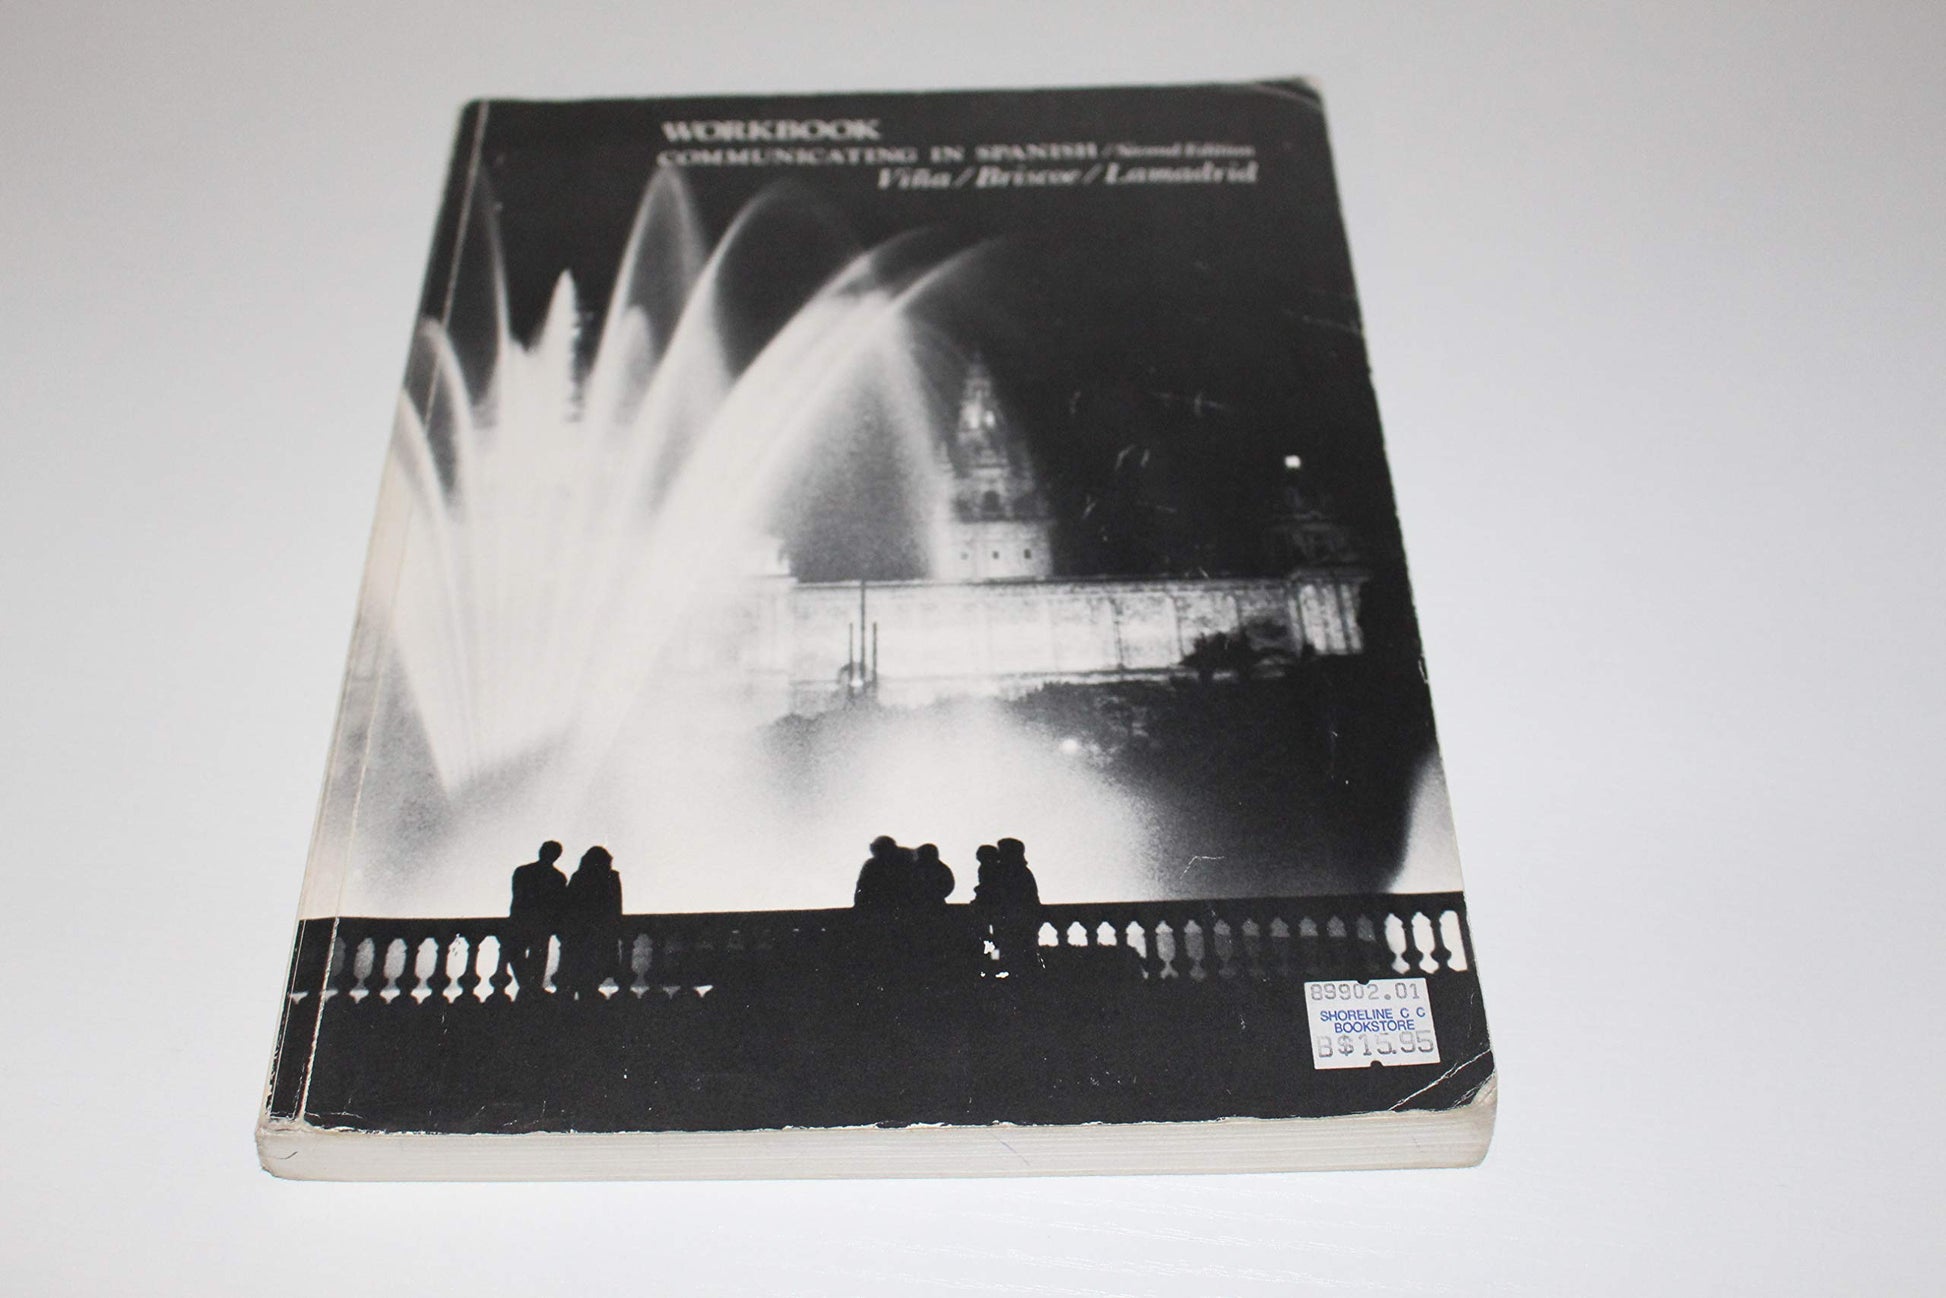 WORKBOOK
COMMUNICATING IN SPANISH / Second Edition
Viña / Briscoe / Lamadrid
89902.01
SHORELINE C C
BOOKSTORE
B$15.95